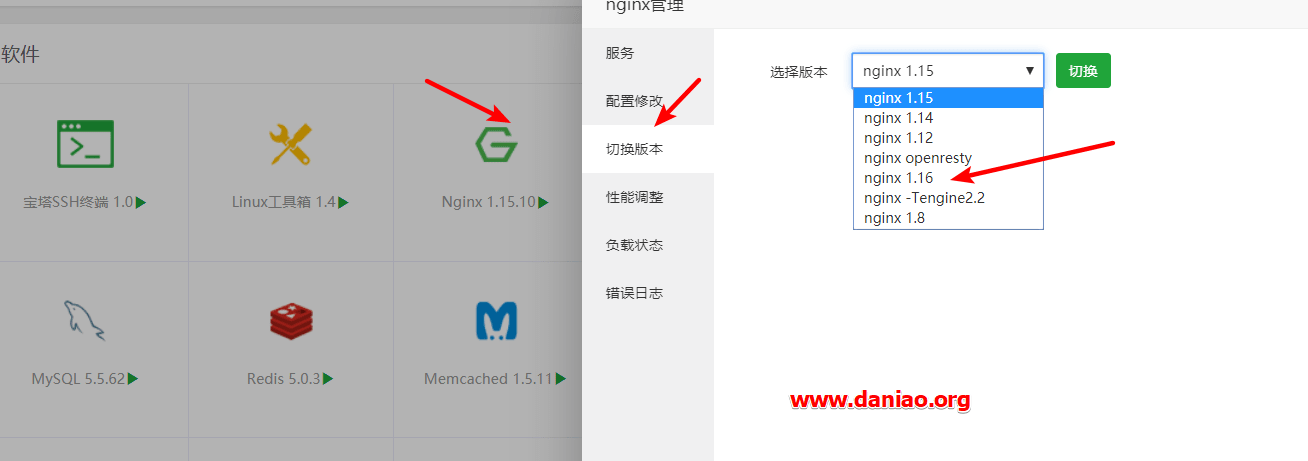 软件
宝塔SSH终端 1.0
Linux工具箱 1.4
Nginx 1.15.10
MySQL 5.5.62
Redis 5.0.3
Memcached 1.5.11
nginx管理
服务
配置修改
切换版本
性能调整
负载状态
错误日志
选择版本
nginx 1.15
切换
nginx 1.15
nginx 1.14
nginx 1.12
nginx openresty
nginx 1.16
nginx -Tengine2.2
nginx 1.8
www.daniao.org